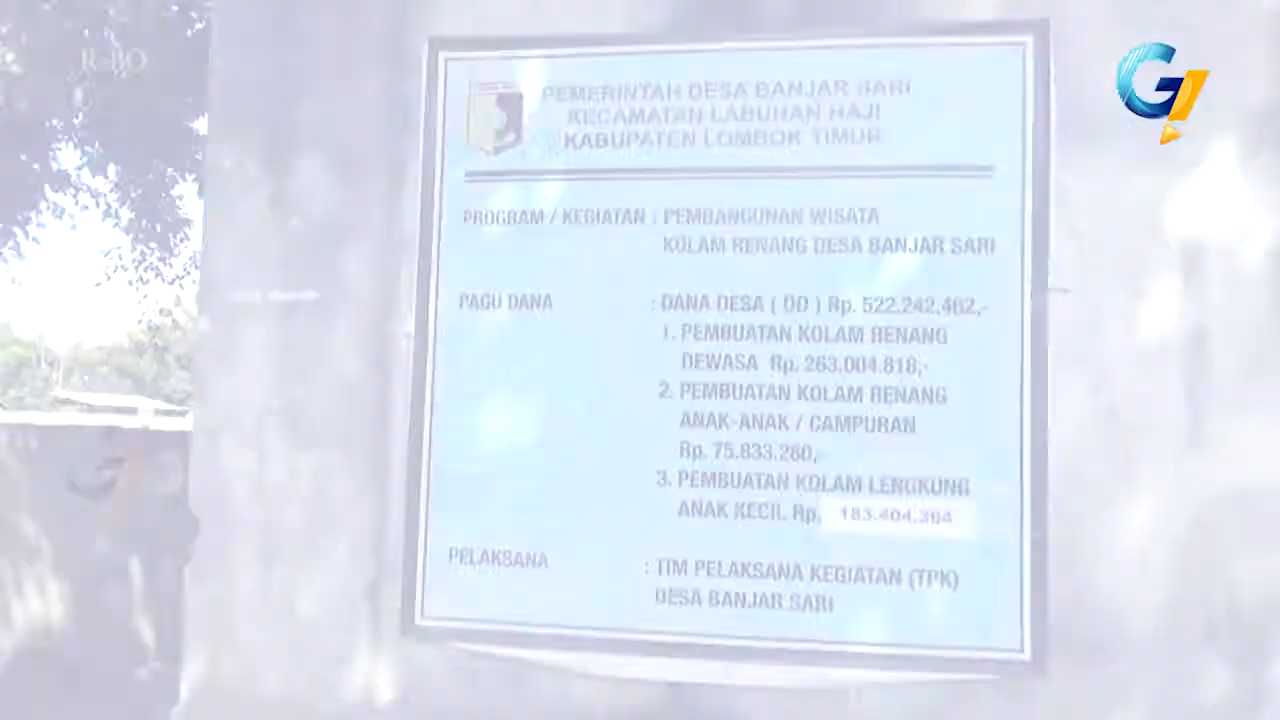 R-BO
G
PEMERINTAH DESA BANJAR SARI
KECAMATAN LABUHAN HAJI
KABUPATEN LOMBOK TIMUR
PROGRAM / KEGIATAN : PEMBANGUNAN WISATA
KOLAM RENANG DESA BANJAR SARI
PAGU DANA : DANA DESA ( DD ) Rp. 522.242.462,-
1. PEMBUATAN KOLAM RENANG
DEWASA Rp. 263.004.818,-
2. PEMBUATAN KOLAM RENANG
ANAK-ANAK / CAMPURAN
Rp. 75.833.260,-
3. PEMBUATAN KOLAM LENGKUNG
ANAK KECIL Rp. 183.404.384
PELAKSANA : TIM PELAKSANA KEGIATAN (TPK)
DESA BANJAR SARI